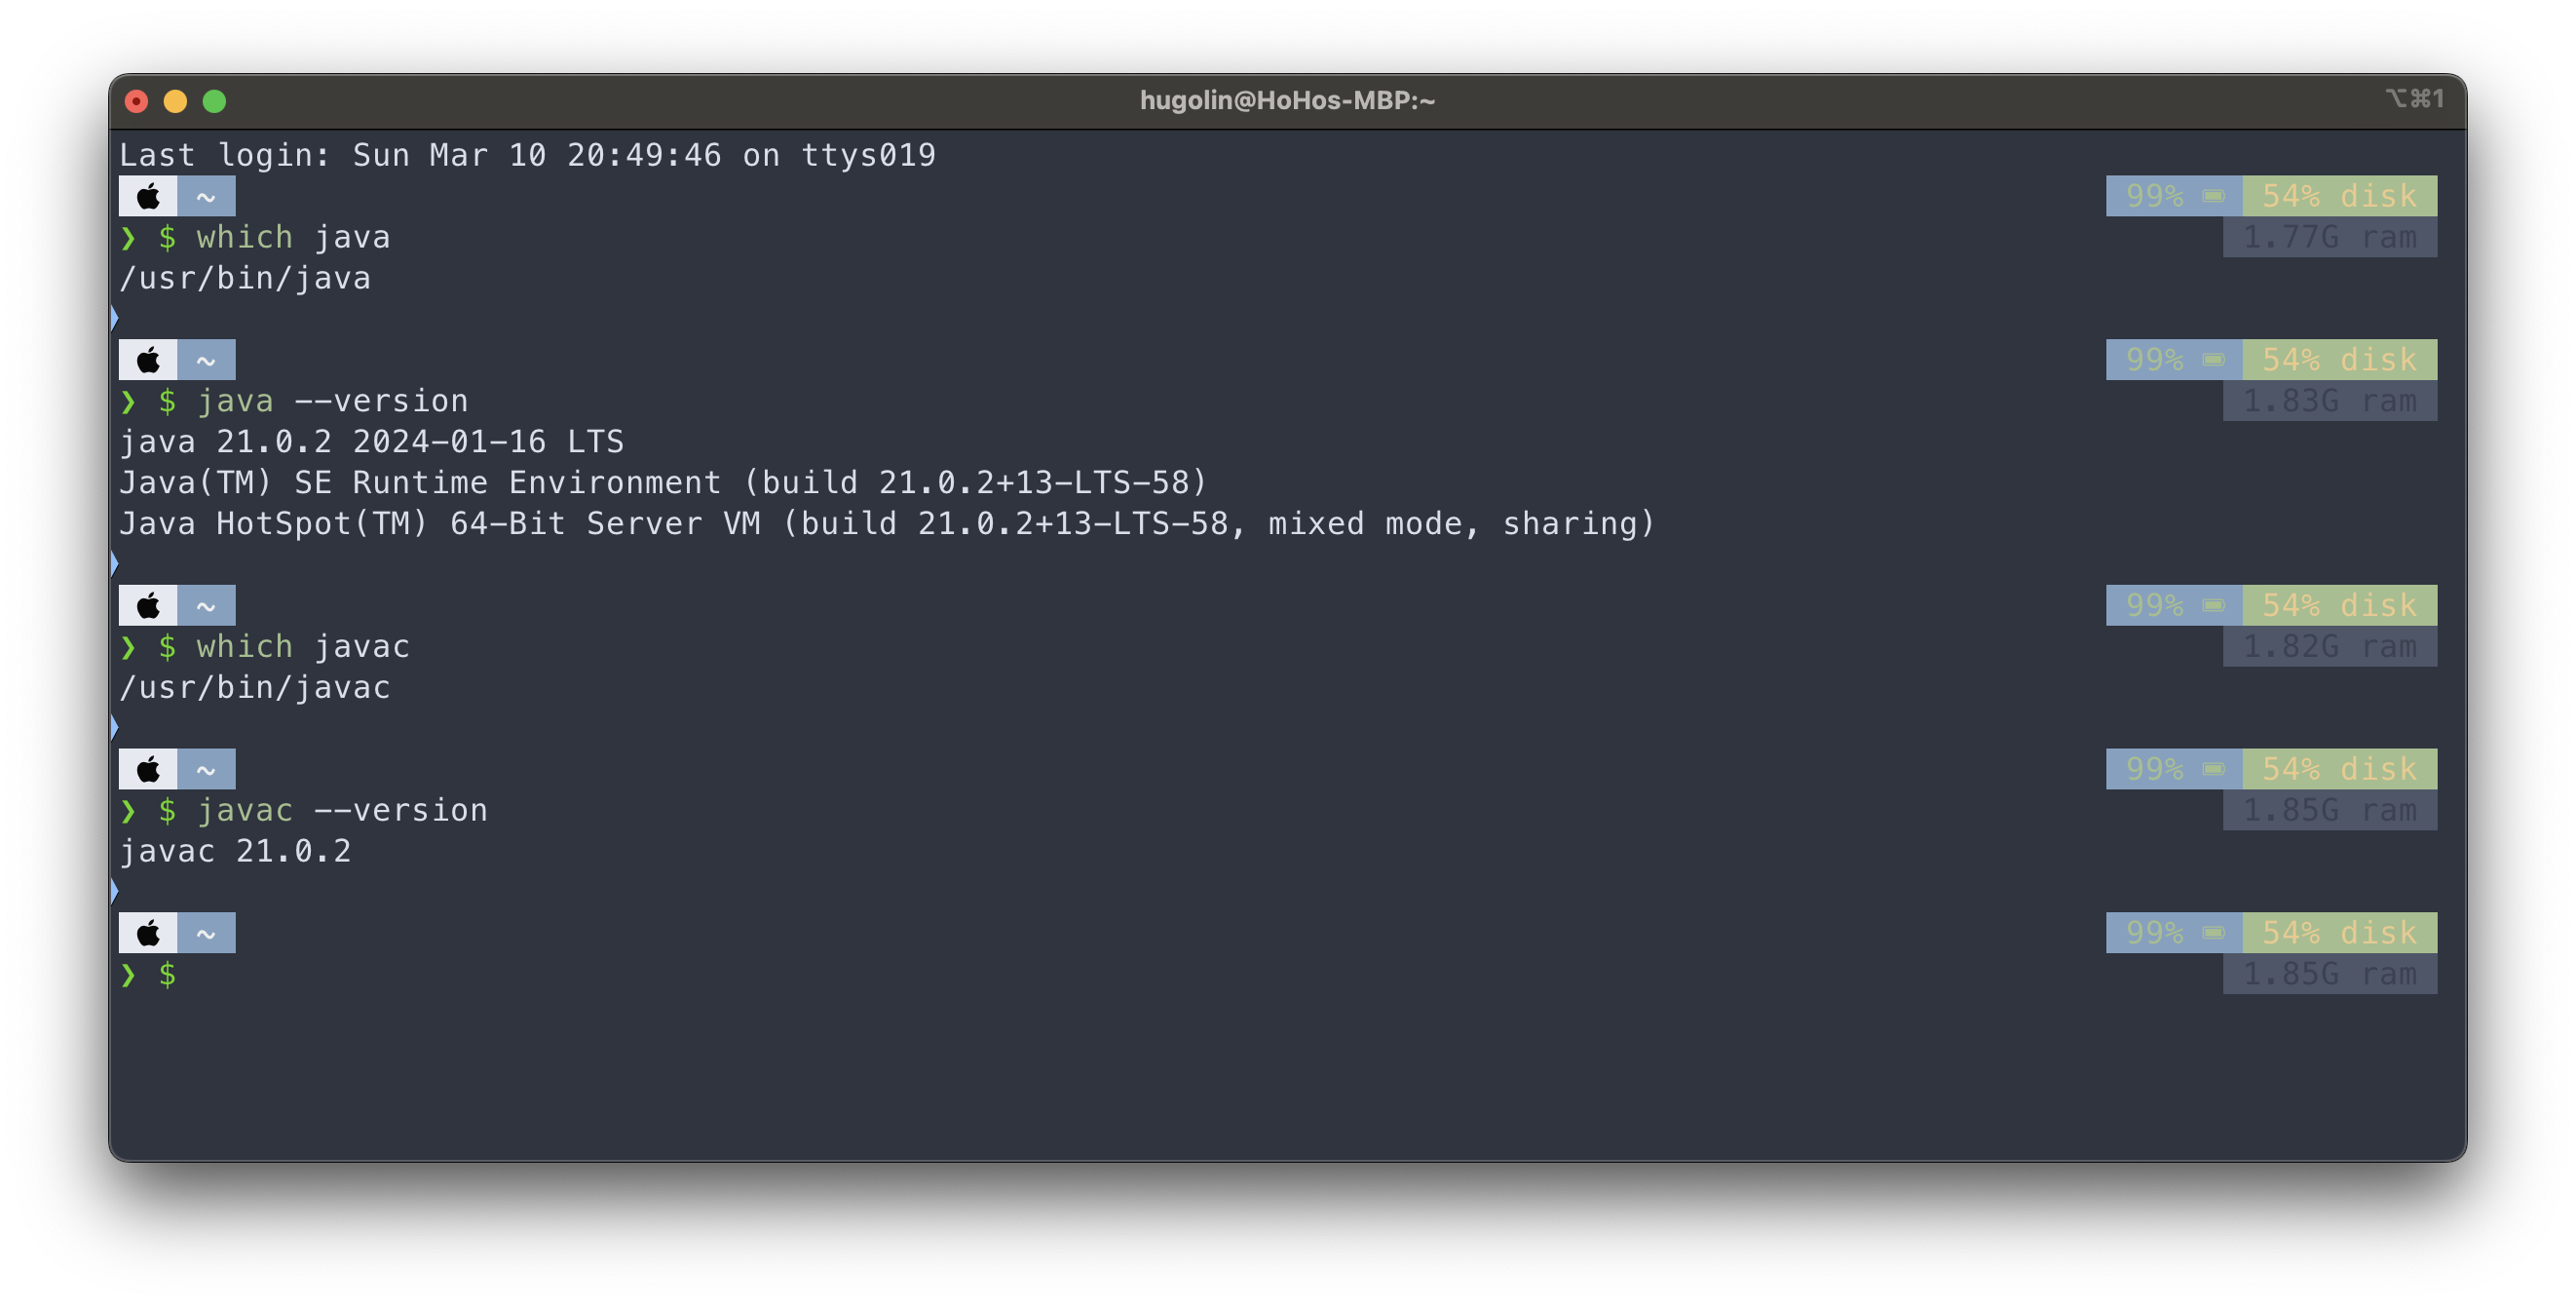 hugolin@HoHos-MBP:~ ⌥⌘1
Last login: Sun Mar 10 20:49:46 on ttys019
~ 99% 54% disk
❯ $ which java 1.77G ram
/usr/bin/java
~ 99% 54% disk
❯ $ java --version 1.83G ram
java 21.0.2 2024-01-16 LTS
Java(TM) SE Runtime Environment (build 21.0.2+13-LTS-58)
Java HotSpot(TM) 64-Bit Server VM (build 21.0.2+13-LTS-58, mixed mode, sharing)
~ 99% 54% disk
❯ $ which javac 1.82G ram
/usr/bin/javac
~ 99% 54% disk
❯ $ javac --version 1.85G ram
javac 21.0.2
~ 99% 54% disk
❯ $ 1.85G ram